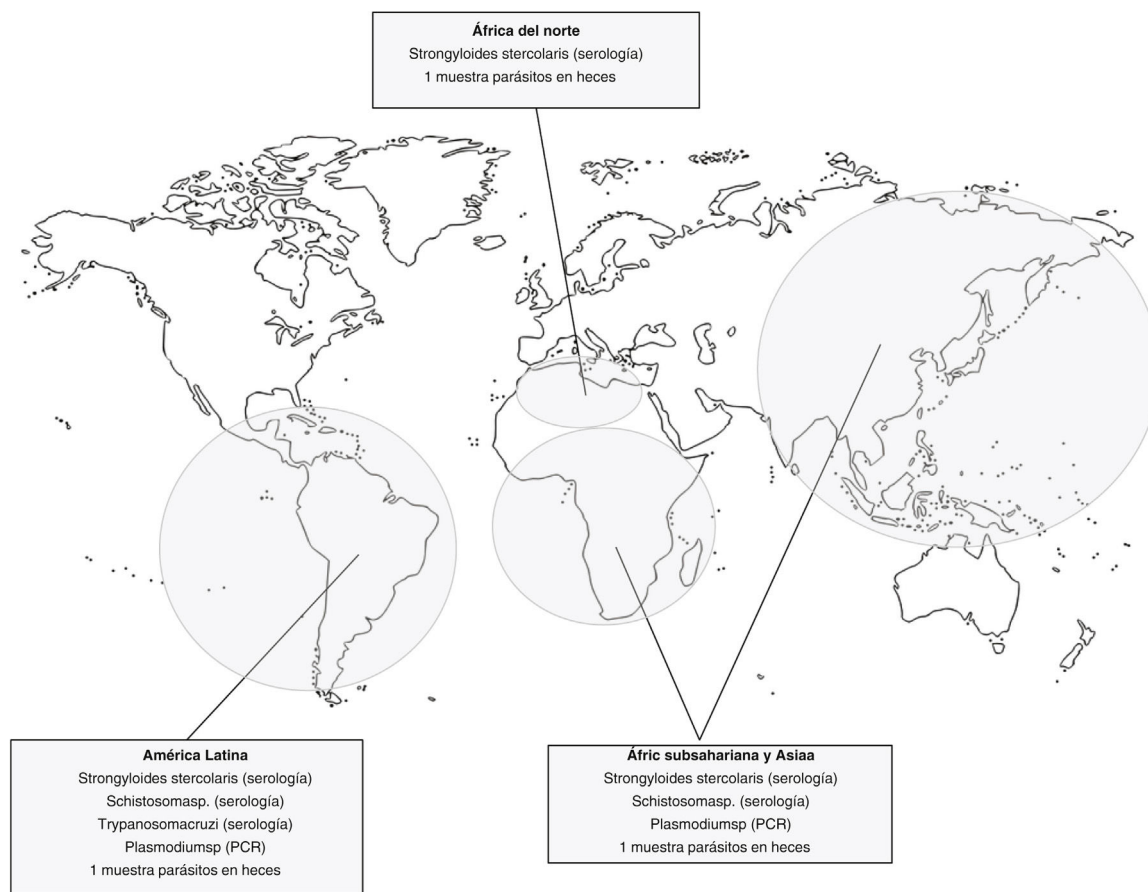 África del norte
Strongyloides stercolaris (serología)
1 muestra parásitos en heces
América Latina
Strongyloides stercolaris (serología)
Schistosomasp. (serología)
Trypanosomacruzi (serología)
Plasmodiumsp (PCR)
1 muestra parásitos en heces
Áfric subsahariana y Asiaa
Strongyloides stercolaris (serología)
Schistosomasp. (serología)
Plasmodiumsp (PCR)
1 muestra parásitos en heces